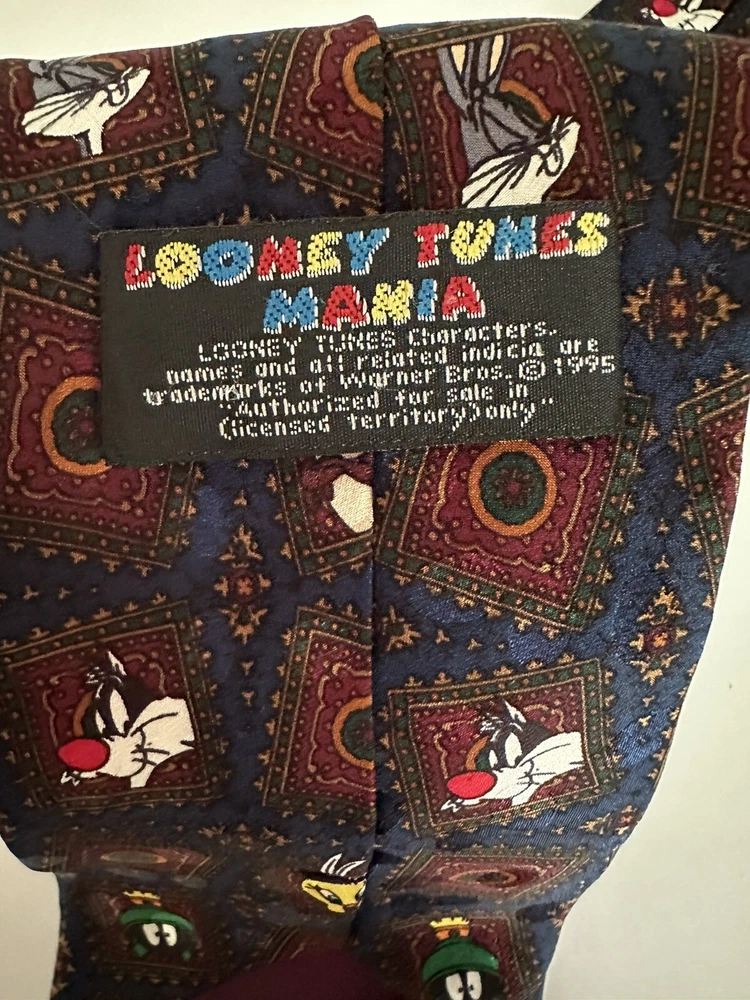 LOONEY TUNES
MANIA
LOONEY TUNES Characters,
names and all related indicia are
trademarks of Warner Bros. © 1995
"Authorized for sale in
(licensed territory) only"